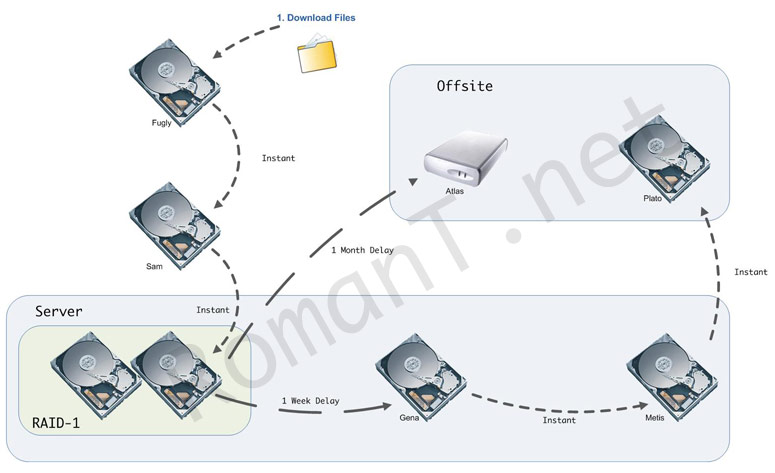 1. Download Files
Fugly
Instant
Offsite
Atlas
Plato
Sam
1 Month Delay
Instant
Instant
Server
RAID-1
1 Week Delay
Gena
Instant
Metis
RomanT.net